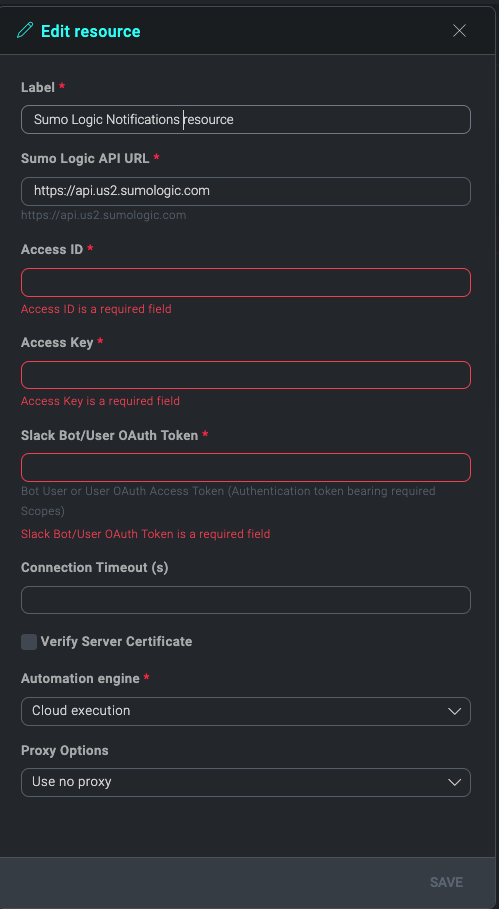 Edit resource
Label *
Sumo Logic Notifications resource
Sumo Logic API URL *
https://api.us2.sumologic.com
https://api.us2.sumologic.com
Access ID *
Access ID is a required field
Access Key *
Access Key is a required field
Slack Bot/User OAuth Token *
Bot User or User OAuth Access Token (Authentication token bearing required
Scopes)
Slack Bot/User OAuth Token is a required field
Connection Timeout (s)
Verify Server Certificate
Automation engine *
Cloud execution
Proxy Options
Use no proxy
SAVE